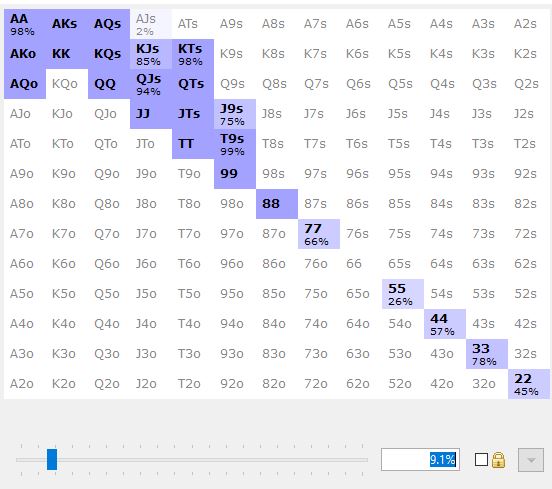 AA AKs AQs AJs ATs A9s A8s A7s A6s A5s A4s A3s A2s
98% 2%
AKo KK KQs KJs KTs K9s K8s K7s K6s K5s K4s K3s K2s
85% 98%
AQo KQo QQ QJs QTs Q9s Q8s Q7s Q6s Q5s Q4s Q3s Q2s
94%
AJo KJo QJo JJ JTs J9s J8s J7s J6s J5s J4s J3s J2s
75%
ATo KTo QTo JTo TT T9s T8s T7s T6s T5s T4s T3s T2s
99%
A9o K9o Q9o J9o T9o 99 98s 97s 96s 95s 94s 93s 92s
A8o K8o Q8o J8o T8o 98o 88 87s 86s 85s 84s 83s 82s
A7o K7o Q7o J7o T7o 97o 87o 77 76s 75s 74s 73s 72s
66%
A6o K6o Q6o J6o T6o 96o 86o 76o 66 65s 64s 63s 62s
A5o K5o Q5o J5o T5o 95o 85o 75o 65o 55 54s 53s 52s
26%
A4o K4o Q4o J4o T4o 94o 84o 74o 64o 54o 44 43s 42s
57%
A3o K3o Q3o J3o T3o 93o 83o 73o 63o 53o 43o 33 32s
78%
A2o K2o Q2o J2o T2o 92o 82o 72o 62o 52o 42o 32o 22
45%
9.1%